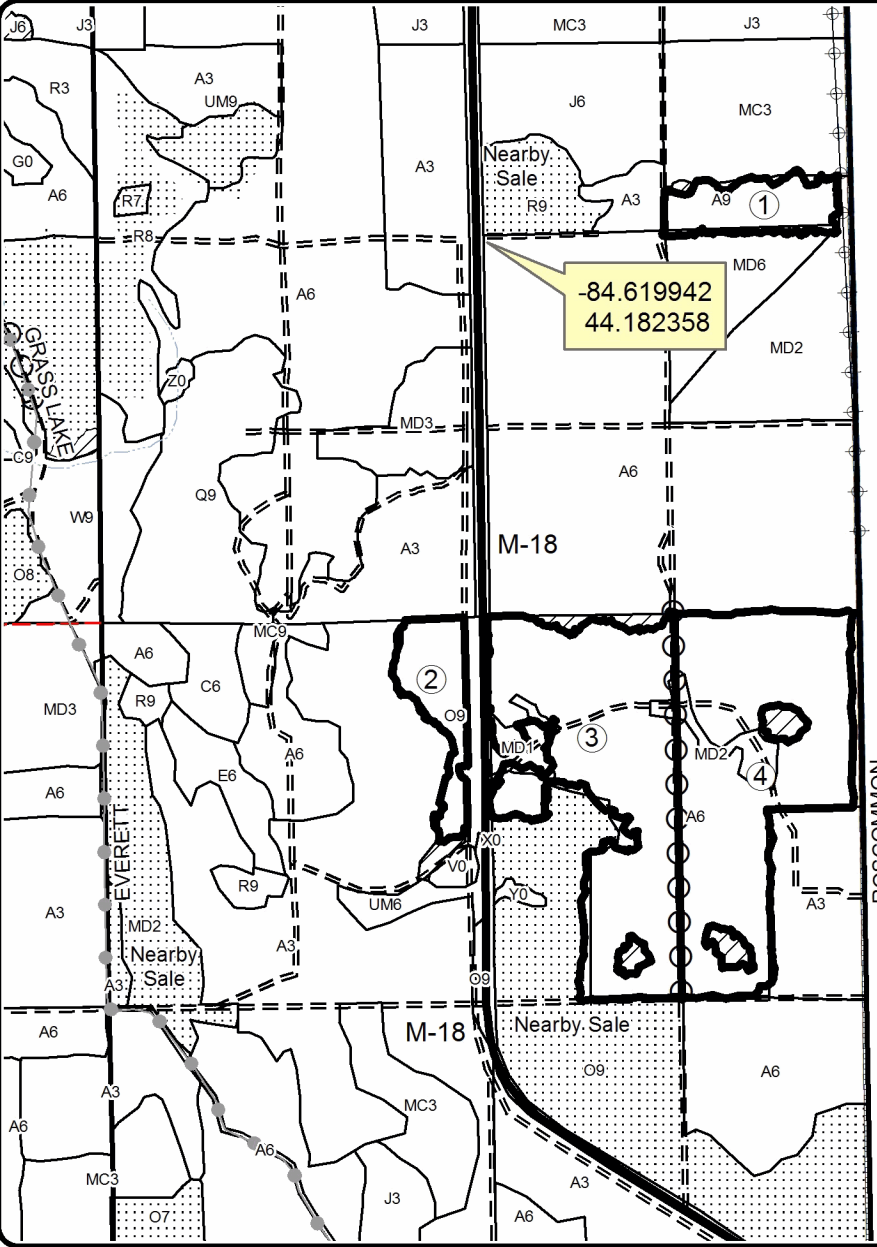 J6
J3
J3
MC3
J3
R3
A3
UM9
J6
MC3
G0
A6
R7
A3
Nearby
Sale
R9
A3
A9
1
R8
A6
MD6
-84.619942
44.182358
MD2
GRASS LAKE
Z0
MD3
C9
Q9
A6
W9
A3
M-18
O8
MC9
A6
MD3
R9
C6
2
O9
A6
MD1
3
MD2
4
E6
A6
A6
EVERETT
ROSCOMMON
X0
V0
R9
UM6
Y0
A3
A3
MD2
Nearby
Sale
A3
A3
O9
A6
M-18
Nearby Sale
O9
A6
A3
MC3
A6
A6
MC3
J3
A3
O7
A6